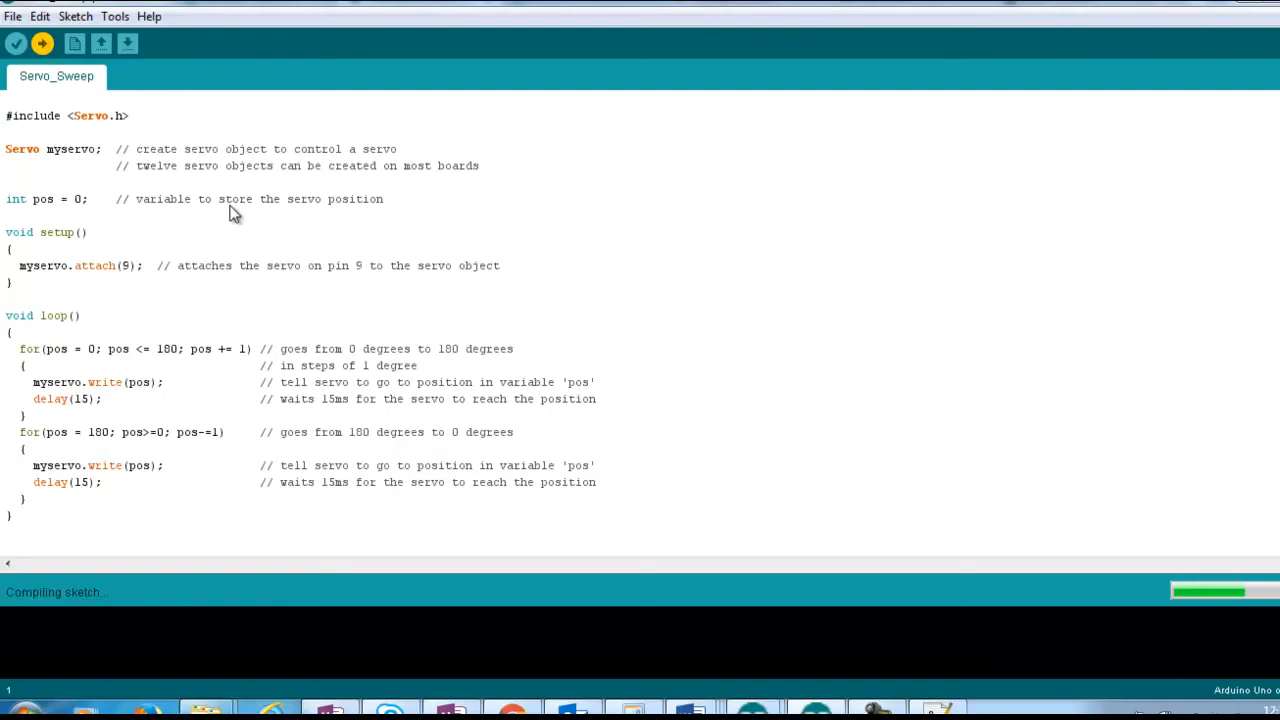 File Edit Sketch Tools Help
Servo_Sweep
#include <Servo.h>
Servo myservo;  // create servo object to control a servo
                // twelve servo objects can be created on most boards
int pos = 0;    // variable to store the servo position
void setup()
{
  myservo.attach(9);  // attaches the servo on pin 9 to the servo object
}
void loop()
{
  for(pos = 0; pos <= 180; pos += 1) // goes from 0 degrees to 180 degrees
  {                                  // in steps of 1 degree
    myservo.write(pos);              // tell servo to go to position in variable 'pos'
    delay(15);                       // waits 15ms for the servo to reach the position
  }
  for(pos = 180; pos>=0; pos-=1)     // goes from 180 degrees to 0 degrees
  {
    myservo.write(pos);              // tell servo to go to position in variable 'pos'
    delay(15);                       // waits 15ms for the servo to reach the position
  }
}
Compiling sketch...
1
Arduino Uno o
12: